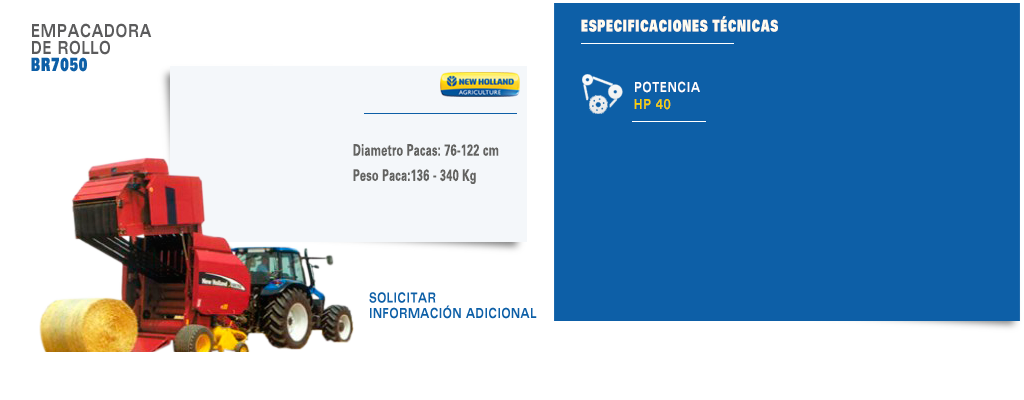 EMPACADORA
DE ROLLO
BR7050
NEW HOLLAND
AGRICULTURE
Diametro Pacas: 76-122 cm
Peso Paca:136 - 340 Kg
New Holland
SOLICITAR
INFORMACIÓN ADICIONAL
ESPECIFICACIONES TÉCNICAS
POTENCIA
HP 40